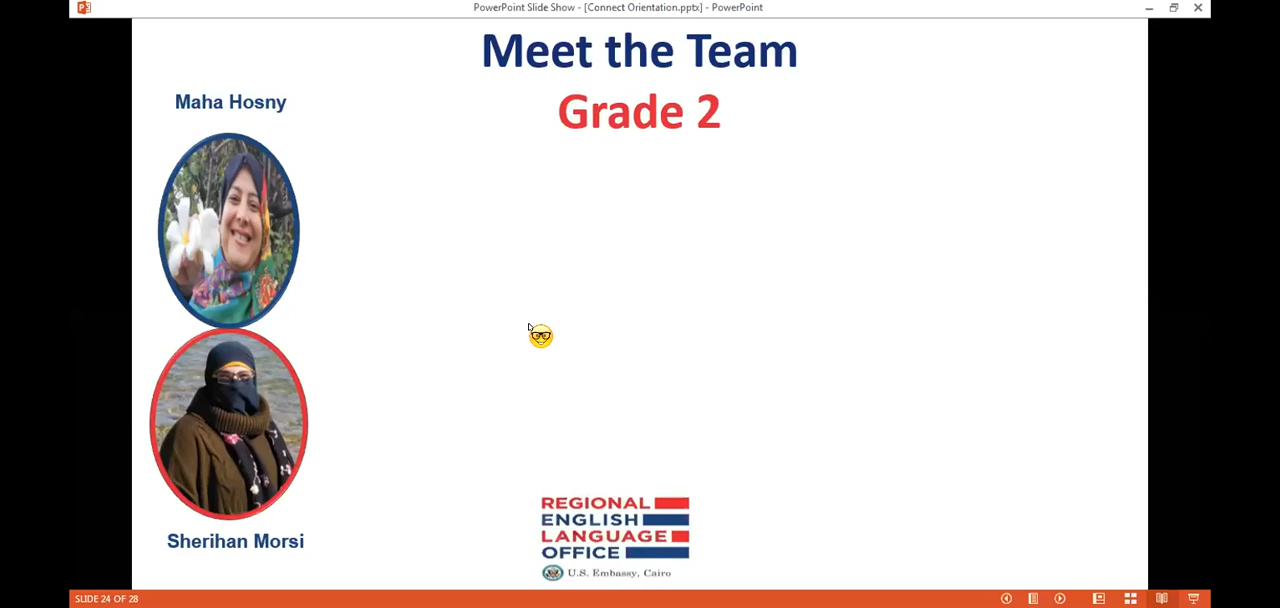 PowerPoint Slide Show - [Connect Orientation.pptx] - PowerPoint
Meet the Team
Grade 2
Maha Hosny
Sherihan Morsi
REGIONAL
ENGLISH
LANGUAGE
OFFICE
U.S. Embassy, Cairo
SLIDE 24 OF 28